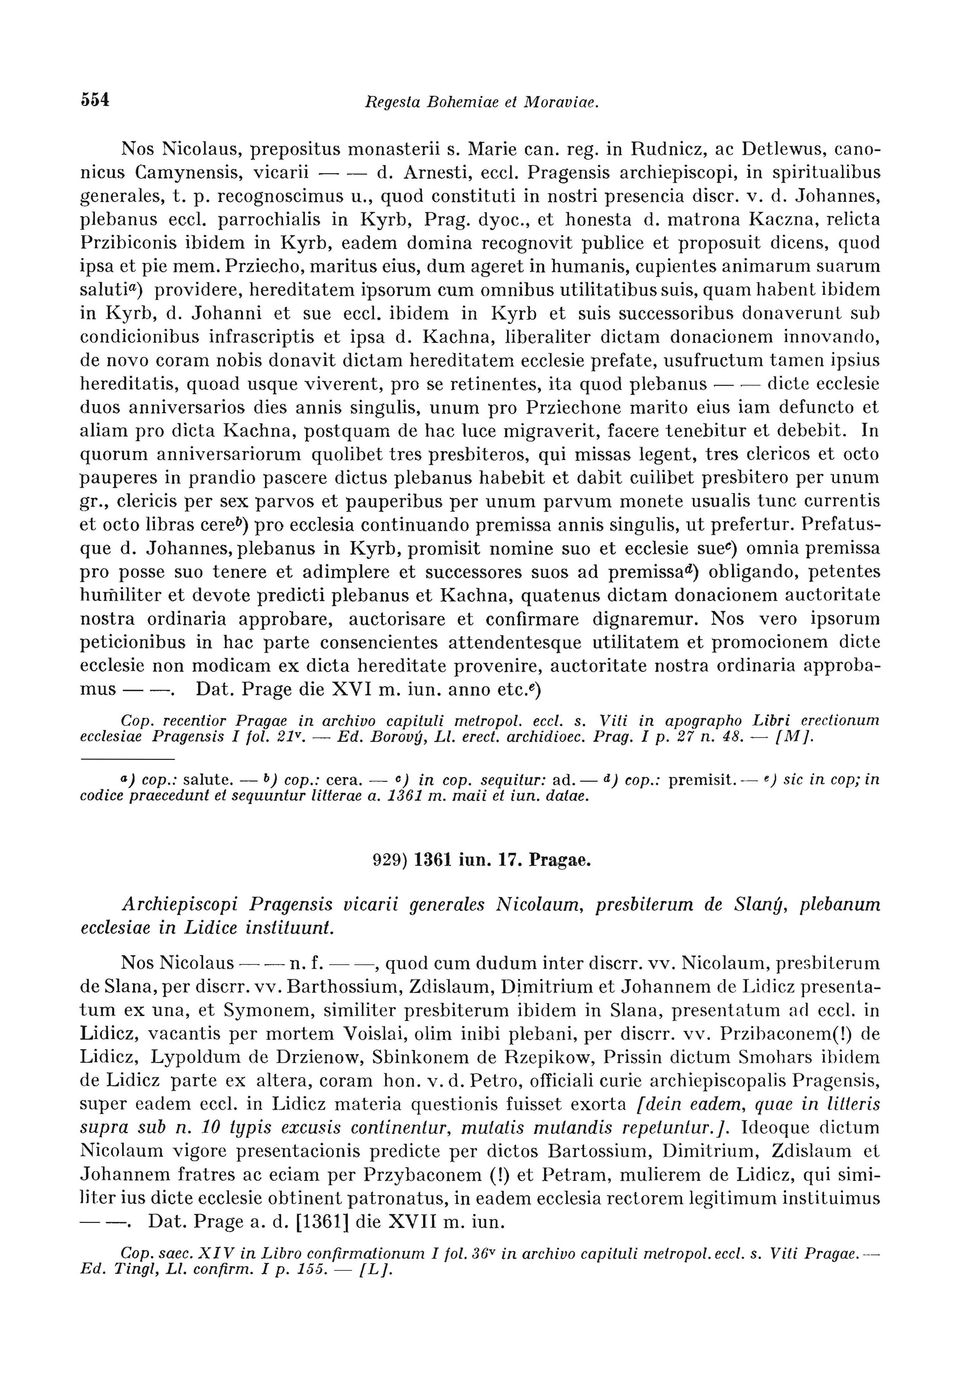 554 Regesta Bohemiae et Moraviae.
Nos Nicolaus, prepositus monasterii s. Marie can. reg. in Rudnicz, ac Detlewus, cano-
nicus Camynensis, vicarii — — d. Arnesti, eccl. Pragensis archiepiscopi, in spiritualibus
generales, t. p. recognoscimus u., quod constituti in nostri presencia discr. v. d. Johannes,
plebanus eccl. parrochialis in Kyrb, Prag. dyoc., et honesta d. matrona Kaczna, relicta
Przibiconis ibidem in Kyrb, eadem domina recognovit publice et proposuit dicens, quod
ipsa et pie mem. Prziecho, maritus eius, dum ageret in humanis, cupientes animarum suarum
saluti a) providere, hereditatem ipsorum cum omnibus utilitatibus suis, quam habent ibidem
in Kyrb, d. Johanni et sue eccl. ibidem in Kyrb et suis successoribus donaverunt sub
condicionibus infrascriptis et ipsa d. Kachna, liberaliter dictam donacionem innovando,
de novo coram nobis donavit dictam hereditatem ecclesie prefate, usufructum tamen ipsius
hereditatis, quoad usque viverent, pro se retinentes, ita quod plebanus — — dicte ecclesie
duos anniversarios dies annis singulis, unum pro Prziechone marito eius iam defuncto et
aliam pro dicta Kachna, postquam de hac luce migraverit, facere tenebitur et debebit. In
quorum anniversariorum quolibet tres presbiteros, qui missas legent, tres clericos et octo
pauperes in prandio pascere dictus plebanus habebit et dabit cuilibet presbitero per unum
gr., clericis per sex parvos et pauperibus per unum parvum monete usualis tunc currentis
et octo libras cere b) pro ecclesia continuando premissa annis singulis, ut prefertur. Prefatus-
que d. Johannes, plebanus in Kyrb, promisit nomine suo et ecclesie sue c) omnia premissa
pro posse suo tenere et adimplere et successores suos ad premissa d) obligando, petentes
humiliter et devote predicti plebanus et Kachna, quatenus dictam donacionem auctoritate
nostra ordinaria approbare, auctorisare et confirmare dignaremur. Nos vero ipsorum
peticionibus in hac parte consencientes attendentesque utilitatem et promocionem dicte
ecclesie non modicam ex dicta hereditate provenire, auctoritate nostra ordinaria approba-
mus — —. Dat. Prage die XVI m. iun. anno etc. e)
Cop. recentior Pragae in archivo capituli metropol. eccl. s. Viti in apographo Libri erectionum
ecclesiae Pragensis I fol. 21v. — Ed. Borový, Ll. erect. archidioec. Prag. I p. 27 n. 48. — [M].
a) cop.: salute. — b) cop.: cera. — c) in cop. sequitur: ad. — d) cop.: premisit. — e) sic in cop; in
codice praecedunt et sequuntur litterae a. 1361 m. maii et iun. datae.
929) 1361 iun. 17. Pragae.
Archiepiscopi Pragensis vicarii generales Nicolaum, presbiterum de Slaný, plebanum
ecclesiae in Lidice instituunt.
Nos Nicolaus — — n. f. — —, quod cum dudum inter discrr. vv. Nicolaum, presbiterum
de Slana, per discrr. vv. Barthossium, Zdislaum, Dimitrium et Johannem de Lidicz presenta-
tum ex una, et Symonem, similiter presbiterum ibidem in Slana, presentatum ad eccl. in
Lidicz, vacantis per mortem Voislai, olim inibi plebani, per discrr. vv. Przibaconem(!) de
Lidicz, Lypoldum de Drzienow, Sbinkonem de Rzepikow, Prissin dictum Smohars ibidem
de Lidicz parte ex altera, coram hon. v. d. Petro, officiali curie archiepiscopalis Pragensis,
super eadem eccl. in Lidicz materia questionis fuisset exorta [dein eadem, quae in litteris
supra sub n. 10 typis excusis continentur, mutatis mutandis repetuntur.]. Ideoque dictum
Nicolaum vigore presentacionis predicte per dictos Bartossium, Dimitrium, Zdislaum et
Johannem fratres ac eciam per Przybaconem (!) et Petram, mulierem de Lidicz, qui simi-
liter ius dicte ecclesie obtinent patronatus, in eadem ecclesia rectorem legitimum instituimus
— —. Dat. Prage a. d. [1361] die XVII m. iun.
Cop. saec. XIV in Libro confirmationum I fol. 36v in archivo capituli metropol. eccl. s. Viti Pragae. —
Ed. Tingl, Ll. confirm. I p. 155. — [L].